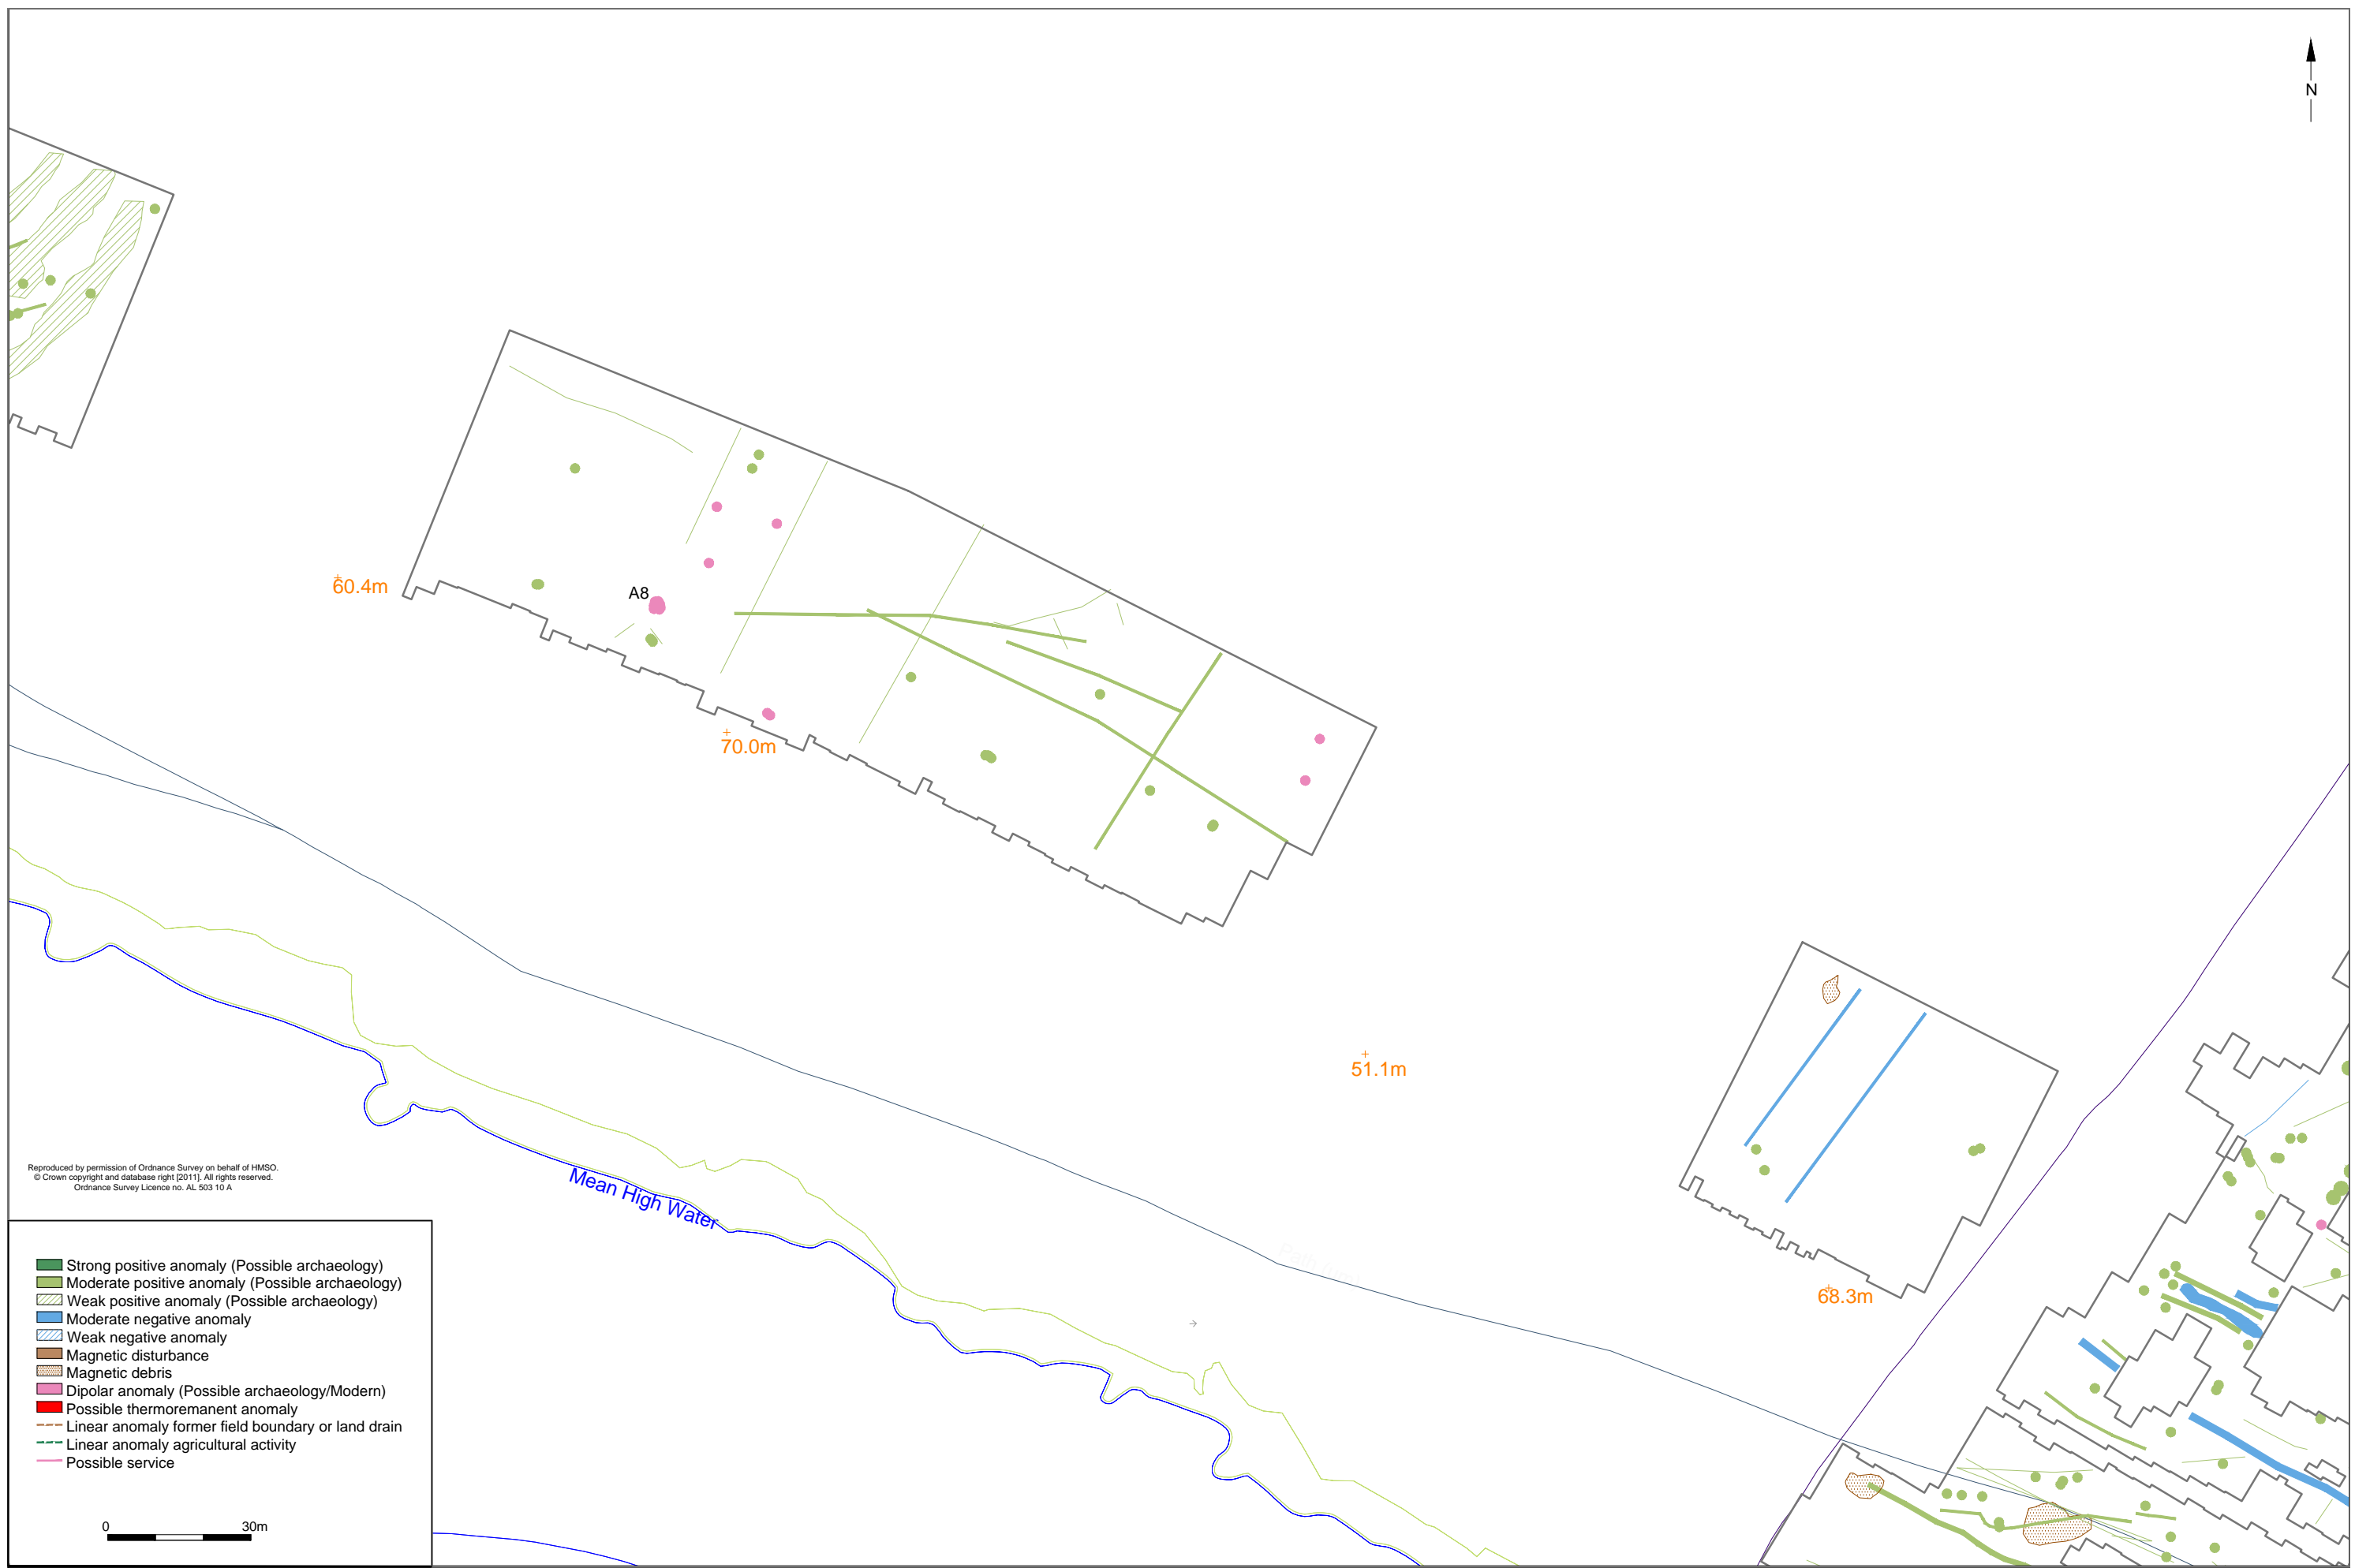 N
A8
60.4m
70.0m
51.1m
68.3m
Mean High Water
Reproduced by permission of Ordnance Survey on behalf of HMSO.
© Crown copyright and database right [2011]. All rights reserved.
Ordnance Survey Licence no. AL 503 10 A
Strong positive anomaly (Possible archaeology)
Moderate positive anomaly (Possible archaeology)
Weak positive anomaly (Possible archaeology)
Moderate negative anomaly
Weak negative anomaly
Magnetic disturbance
Magnetic debris
Dipolar anomaly (Possible archaeology/Modern)
Possible thermoremanent anomaly
Linear anomaly former field boundary or land drain
Linear anomaly agricultural activity
Possible service
0 30m